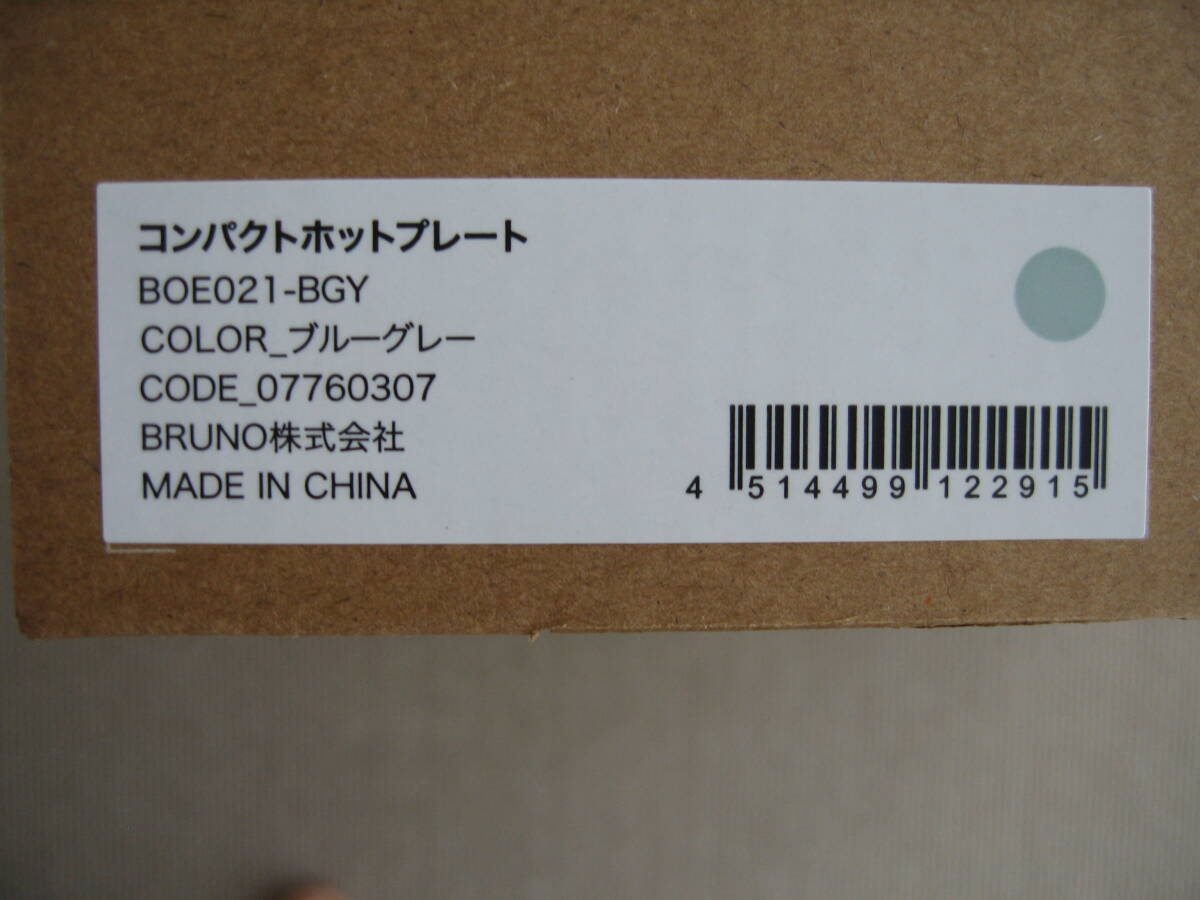 コンパクトホットプレート
BOE021-BGY
COLOR_ブルーグレー
CODE_07760307
BRUNO株式会社
MADE IN CHINA
4 514499 122915